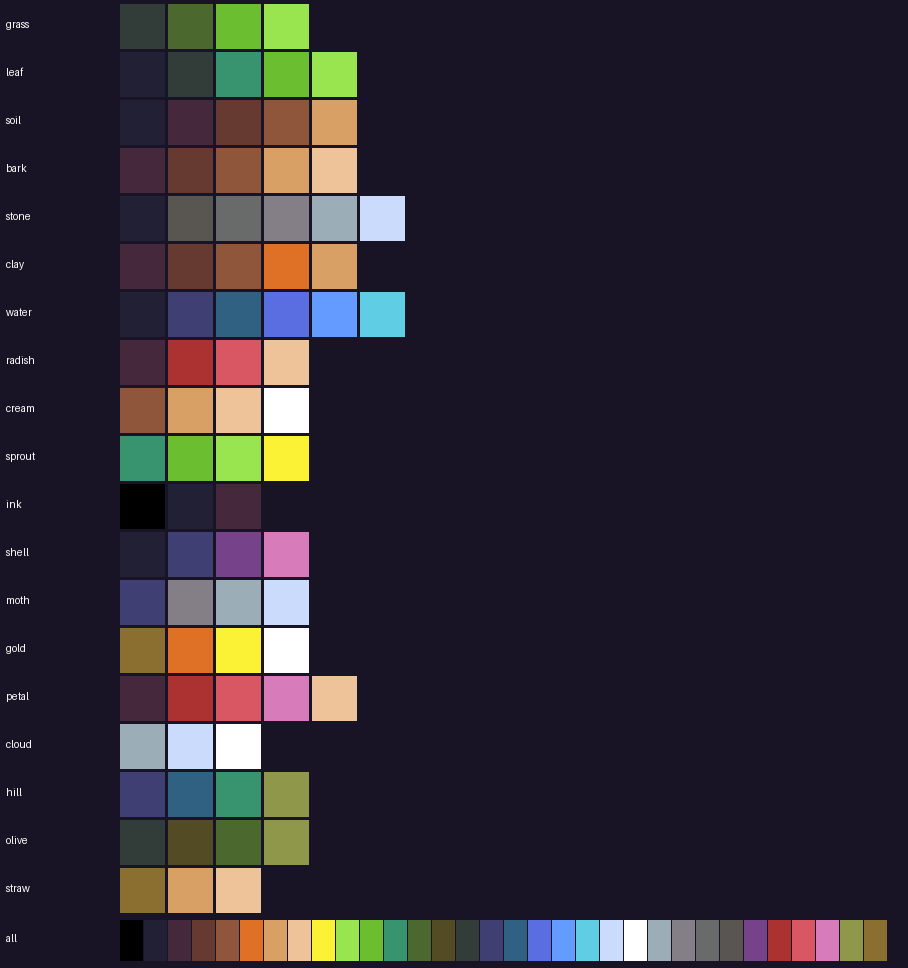 grass
leaf
soil
bark
stone
clay
water
radish
cream
sprout
ink
shell
moth
gold
petal
cloud
hill
olive
straw
all